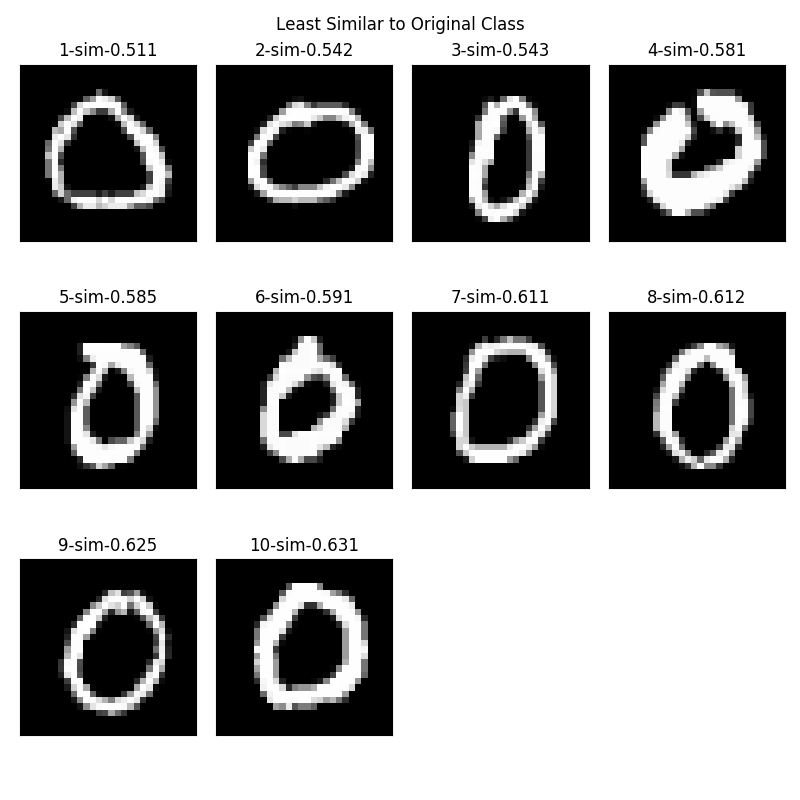 Least Similar to Original Class
1-sim-0.511 2-sim-0.542 3-sim-0.543 4-sim-0.581
5-sim-0.585 6-sim-0.591 7-sim-0.611 8-sim-0.612
9-sim-0.625 10-sim-0.631